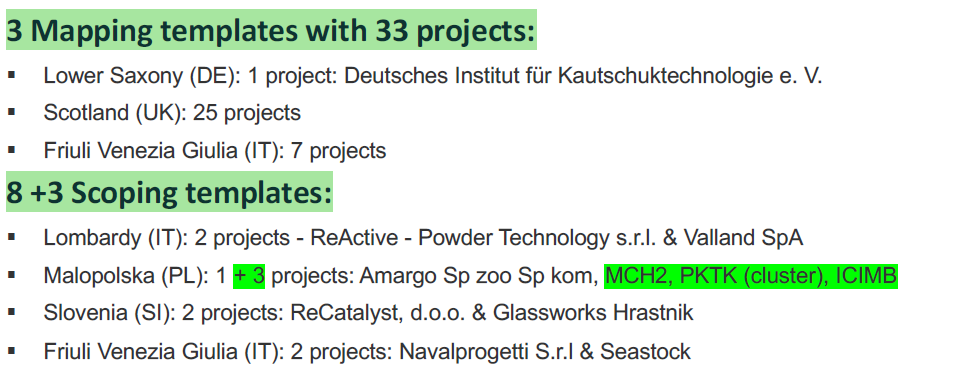 3 Mapping templates with 33 projects:
▪ Lower Saxony (DE): 1 project: Deutsches Institut für Kautschuktechnologie e. V.
▪ Scotland (UK): 25 projects
▪ Friuli Venezia Giulia (IT): 7 projects
8 +3 Scoping templates:
▪ Lombardy (IT): 2 projects - ReActive - Powder Technology s.r.l. & Valland SpA
▪ Malopolska (PL): 1 + 3 projects: Amargo Sp zoo Sp kom, MCH2, PKTK (cluster), ICIMB
▪ Slovenia (SI): 2 projects: ReCatalyst, d.o.o. & Glassworks Hrastnik
▪ Friuli Venezia Giulia (IT): 2 projects: Navalprogetti S.r.l & Seastock